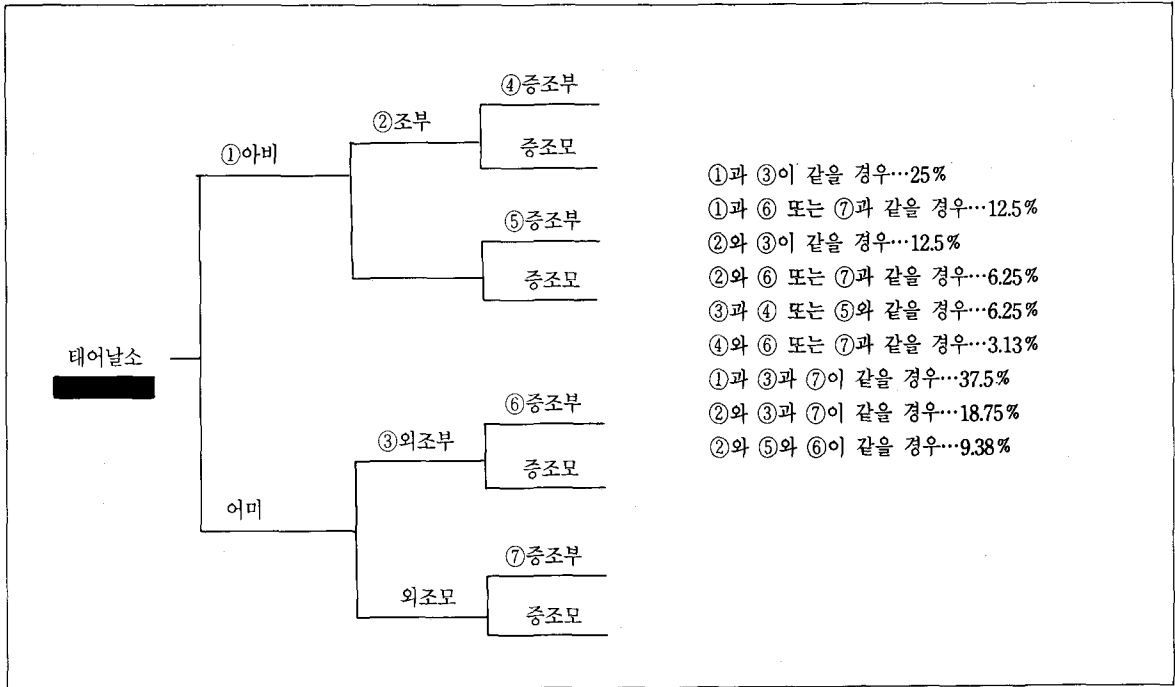 ④증조부
②조부
증조모
①아비
⑤증조부
증조모
태어날소
⑥증조부
③외조부
증조모
어미
⑦증조부
외조모
증조모
①과 ③이 같을 경우…25%
①과 ⑥ 또는 ⑦과 같을 경우…12.5%
②와 ③이 같을 경우…12.5%
②와 ⑥ 또는 ⑦과 같을 경우…6.25%
③과 ④ 또는 ⑤와 같을 경우…6.25%
④와 ⑥ 또는 ⑦과 같을 경우…3.13%
①과 ③과 ⑦이 같을 경우…37.5%
②와 ③과 ⑦이 같을 경우…18.75%
②와 ⑤와 ⑥이 같을 경우…9.38%